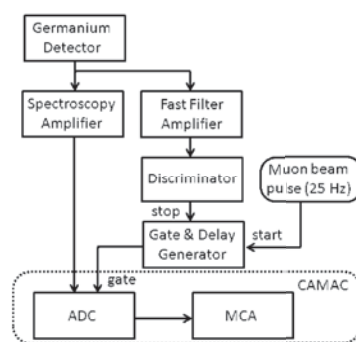 Germanium
Detector
Spectroscopy
Amplifier
Fast Filter
Amplifier
Discriminator
Muon beam
pulse (25 Hz)
stop
start
Gate & Delay
Generator
gate
CAMAC
ADC
MCA